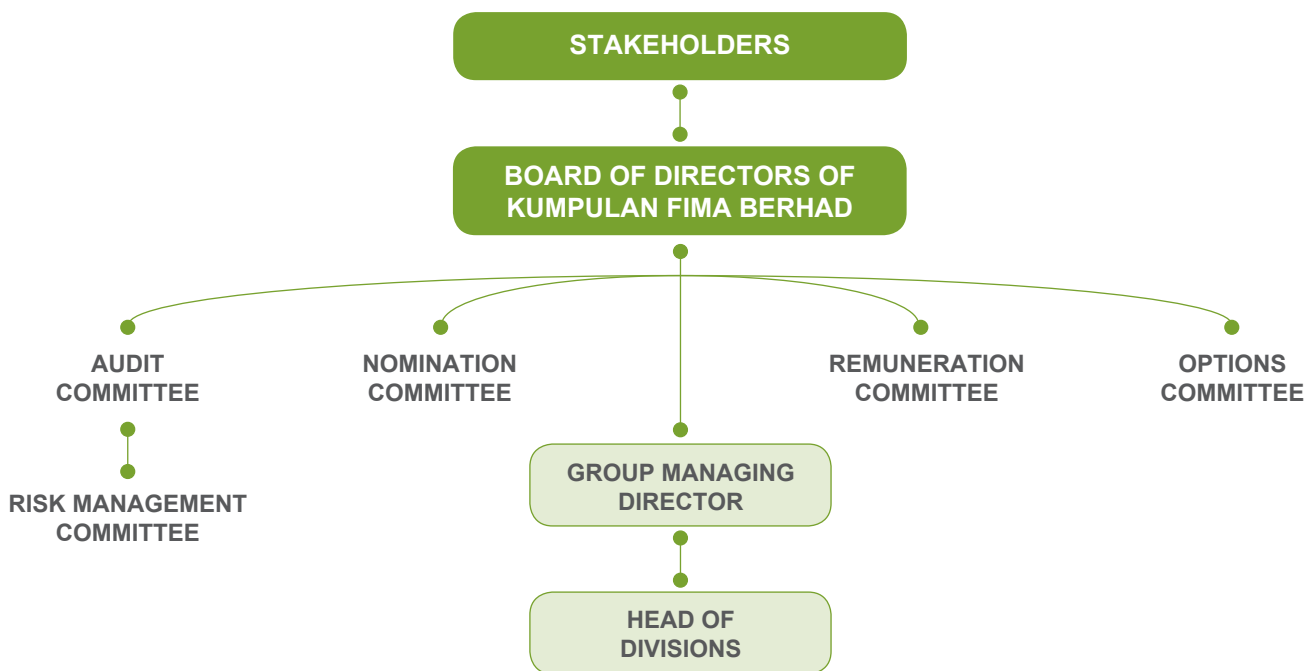 STAKEHOLDERS
BOARD OF DIRECTORS OF
KUMPULAN FIMA BERHAD
AUDIT
COMMITTEE
NOMINATION
COMMITTEE
REMUNERATION
COMMITTEE
OPTIONS
COMMITTEE
RISK MANAGEMENT
COMMITTEE
GROUP MANAGING
DIRECTOR
HEAD OF
DIVISIONS